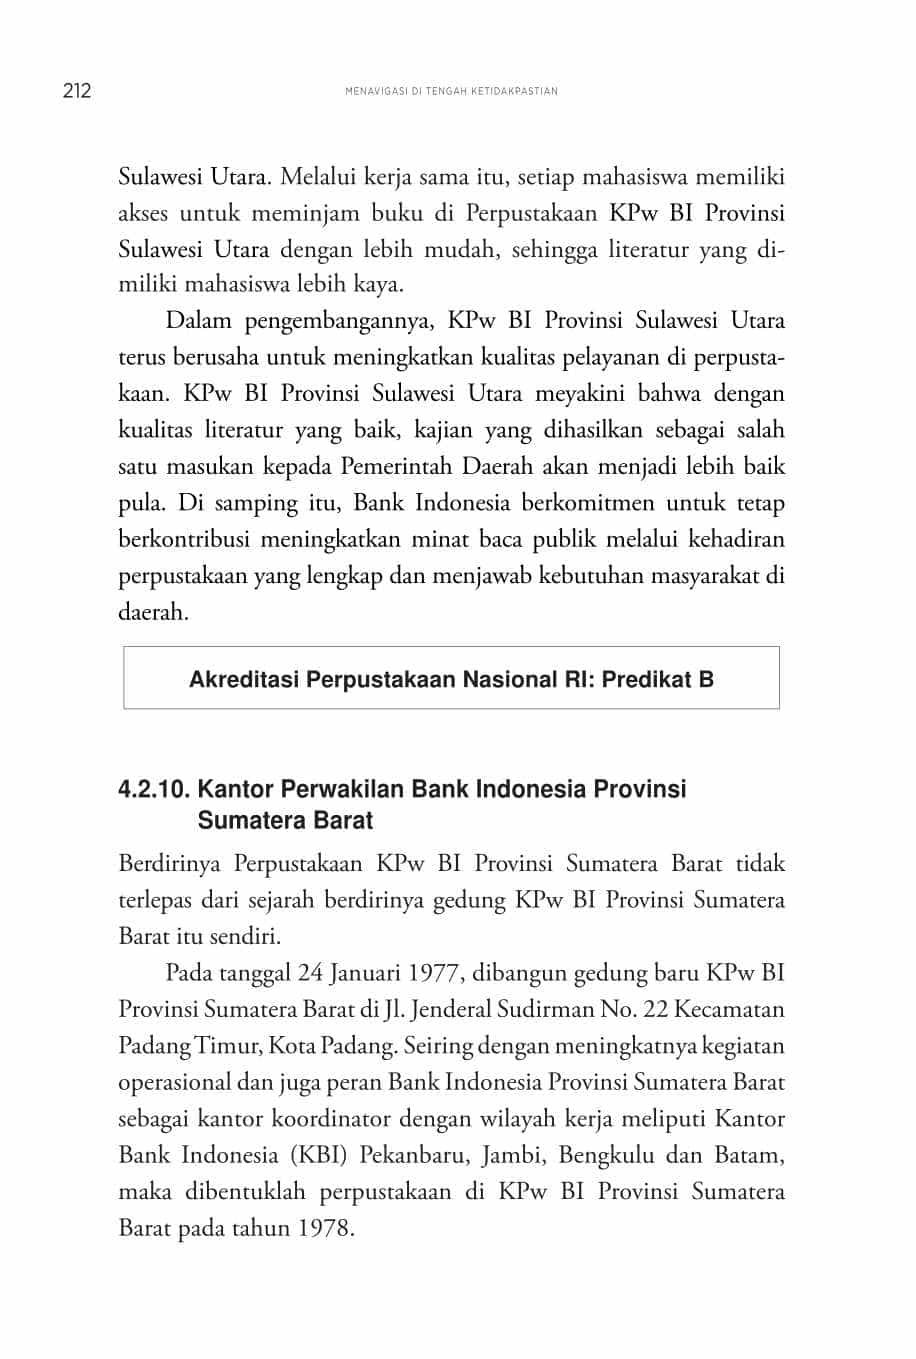 212
MENAVIGASI DI TENGAH KETIDAKPASTIAN
Sulawesi Utara. Melalui kerja sama itu, setiap mahasiswa memiliki
akses untuk meminjam buku di Perpustakaan KPw BI Provinsi
Sulawesi Utara dengan lebih mudah, sehingga literatur yang di-
miliki mahasiswa lebih kaya.
Dalam pengembangannya, KPw BI Provinsi Sulawesi Utara
terus berusaha untuk meningkatkan kualitas pelayanan di perpusta-
kaan. KPw BI Provinsi Sulawesi Utara meyakini bahwa dengan
kualitas literatur yang baik, kajian yang dihasilkan sebagai salah
satu masukan kepada Pemerintah Daerah akan menjadi lebih baik
pula. Di samping itu, Bank Indonesia berkomitmen untuk tetap
berkontribusi meningkatkan minat baca publik melalui kehadiran
perpustakaan yang lengkap dan menjawab kebutuhan masyarakat di
daerah.
Akreditasi Perpustakaan Nasional RI: Predikat B
4.2.10. Kantor Perwakilan Bank Indonesia Provinsi
Sumatera Barat
Berdirinya Perpustakaan KPw BI Provinsi Sumatera Barat tidak
terlepas dari sejarah berdirinya gedung KPw BI Provinsi Sumatera
Barat itu sendiri.
Pada tanggal 24 Januari 1977, dibangun gedung baru KPw BI
Provinsi Sumatera Barat di Jl. Jenderal Sudirman No. 22 Kecamatan
Padang Timur, Kota Padang. Seiring dengan meningkatnya kegiatan
operasional dan juga peran Bank Indonesia Provinsi Sumatera Barat
sebagai kantor koordinator dengan wilayah kerja meliputi Kantor
Bank Indonesia (KBI) Pekanbaru, Jambi, Bengkulu dan Batam,
maka dibentuklah perpustakaan di KPw BI Provinsi Sumatera
Barat pada tahun 1978.